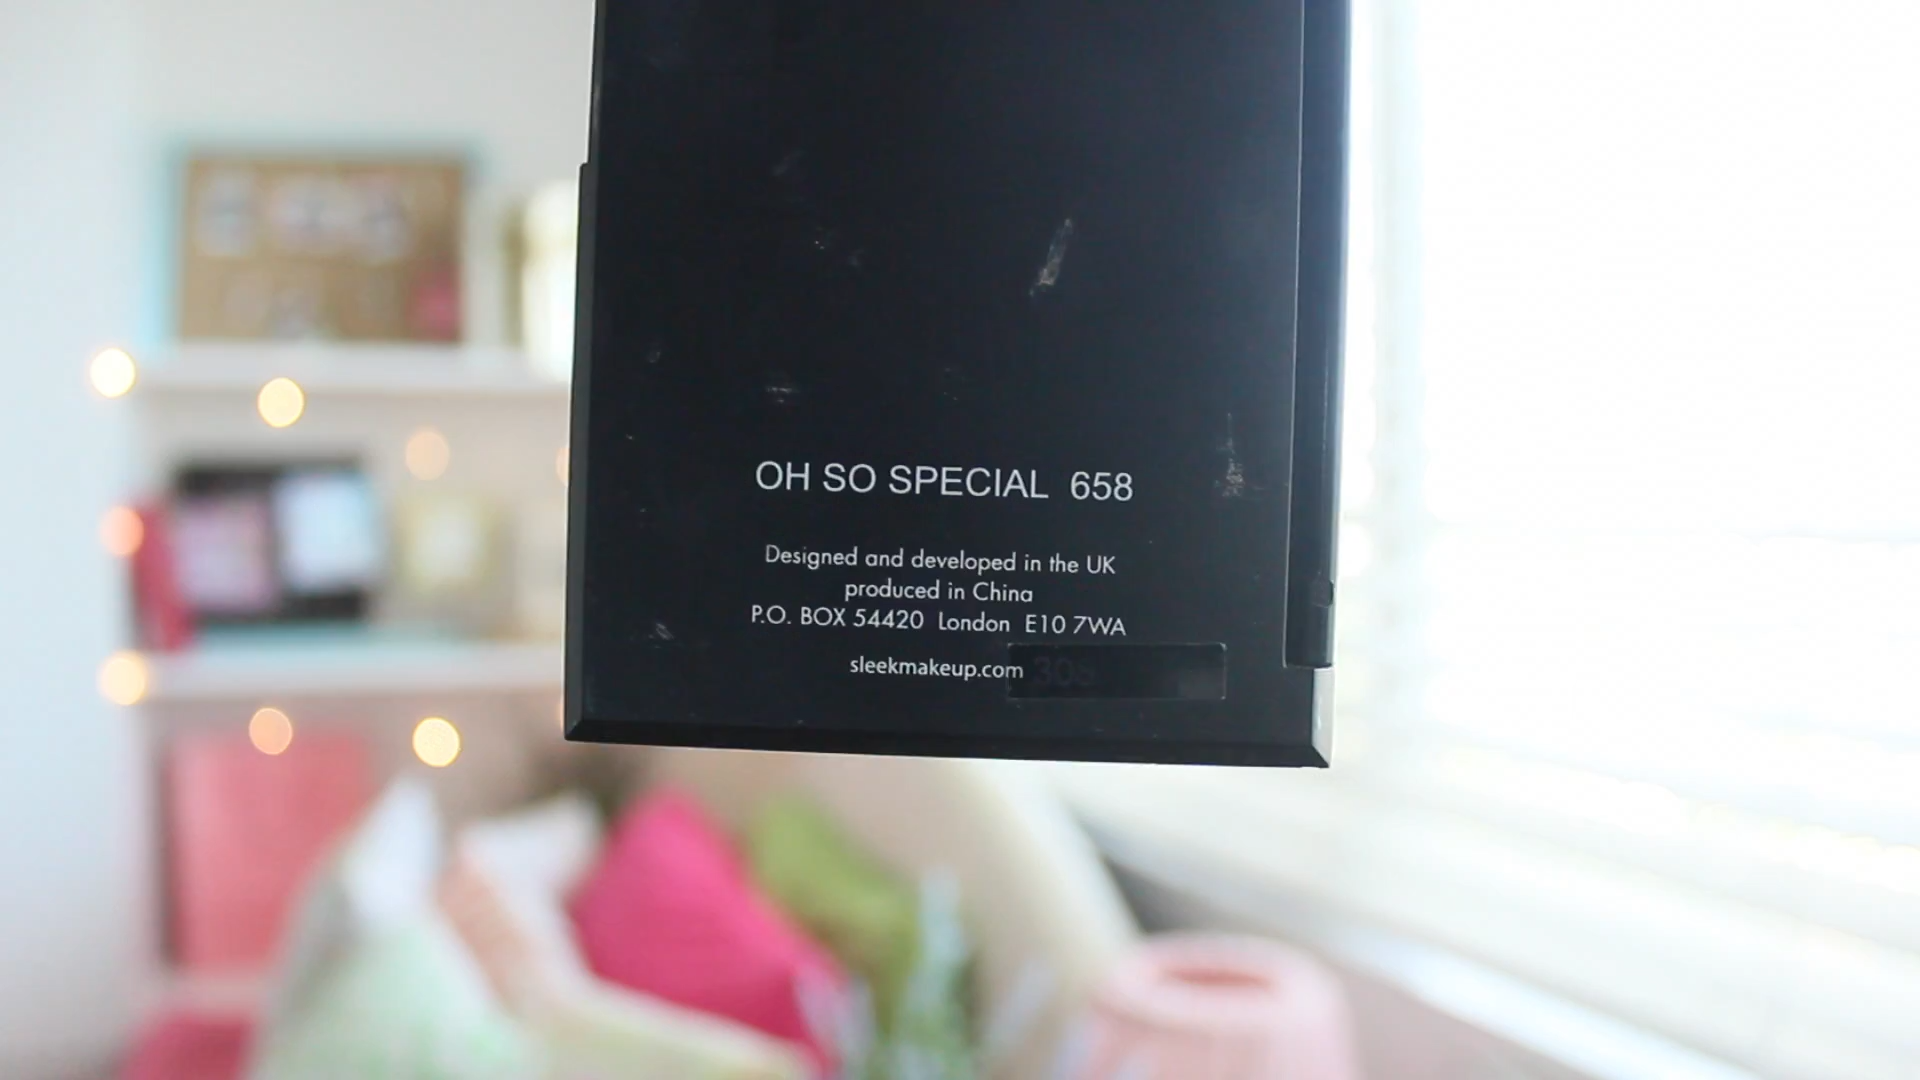 OH SO SPECIAL 658
Designed and developed in the UK
produced in China
P.O. BOX 54420 London E10 7WA
sleekmakeup.com